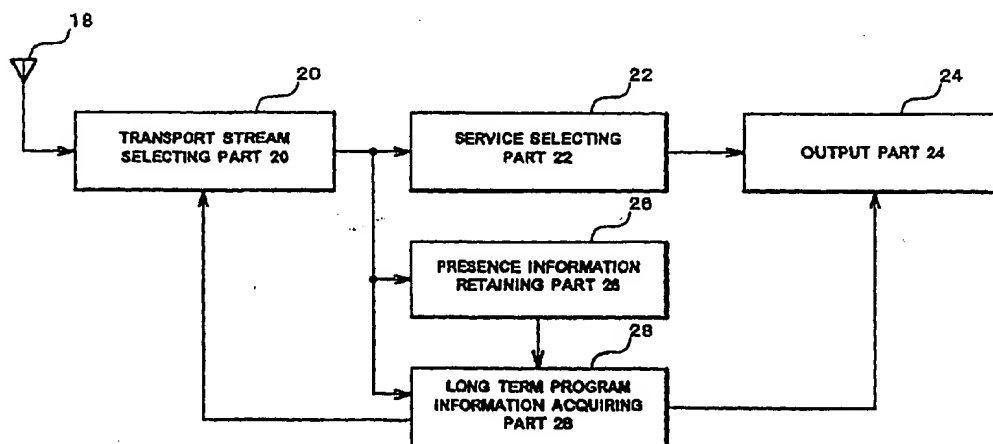 18
20
TRANSPORT STREAM
SELECTING PART 20
22
SERVICE SELECTING
PART 22
24
OUTPUT PART 24
26
PRESENCE INFORMATION
RETAINING PART 26
28
LONG TERM PROGRAM
INFORMATION ACQUIRING
PART 28